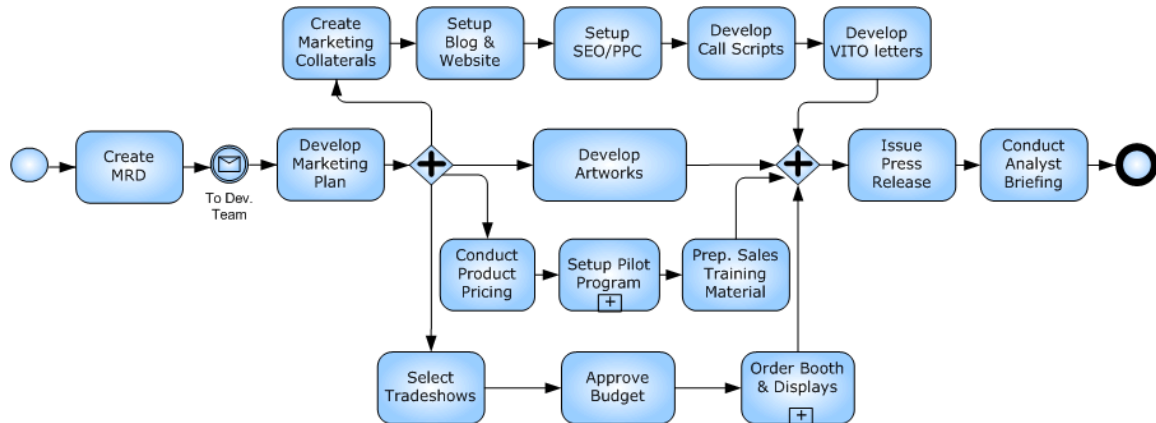 Create
Marketing
Collaterals
Setup
Blog &
Website
Setup
SEO/PPC
Develop
Call Scripts
Develop
VITO letters
Create
MRD
To Dev.
Team
Develop
Marketing
Plan
Develop
Artworks
Issue
Press
Release
Conduct
Analyst
Briefing
Conduct
Product
Pricing
Setup Pilot
Program
Prep. Sales
Training
Material
Select
Tradeshows
Approve
Budget
Order Booth
& Displays